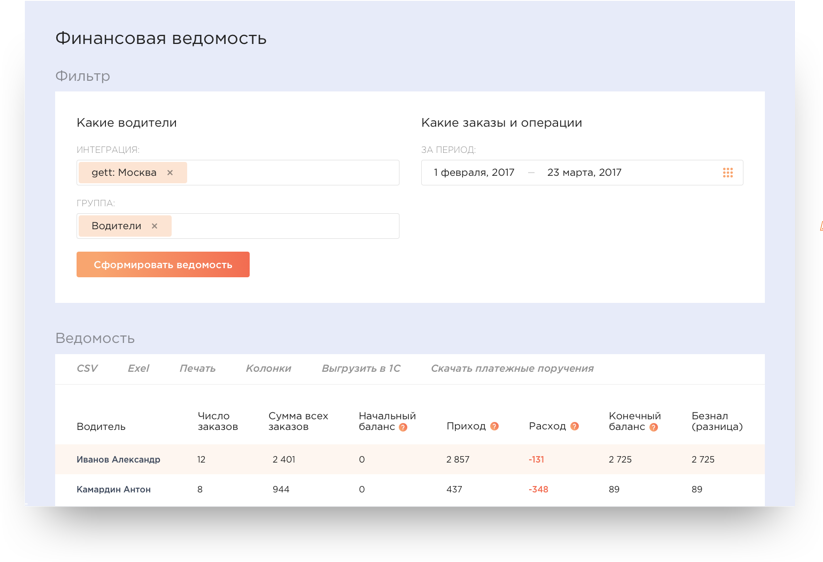 Финансовая ведомость
Фильтр
Какие водители
ИНТЕГРАЦИЯ:
gett: Москва ×
ГРУППА:
Водители ×
Сформировать ведомость
Какие заказы и операции
ЗА ПЕРИОД:
1 февраля, 2017 — 23 марта, 2017
Ведомость
CSV Exel Печать Колонки Выгрузить в 1С Скачать платежные поручения
Водитель Число заказов Сумма всех заказов Начальный баланс ? Приход ? Расход ? Конечный баланс ? Безнал (разница)
Иванов Александр 12 2 401 0 2 857 -131 2 725 2 725
Камардин Антон 8 944 0 437 -348 89 89